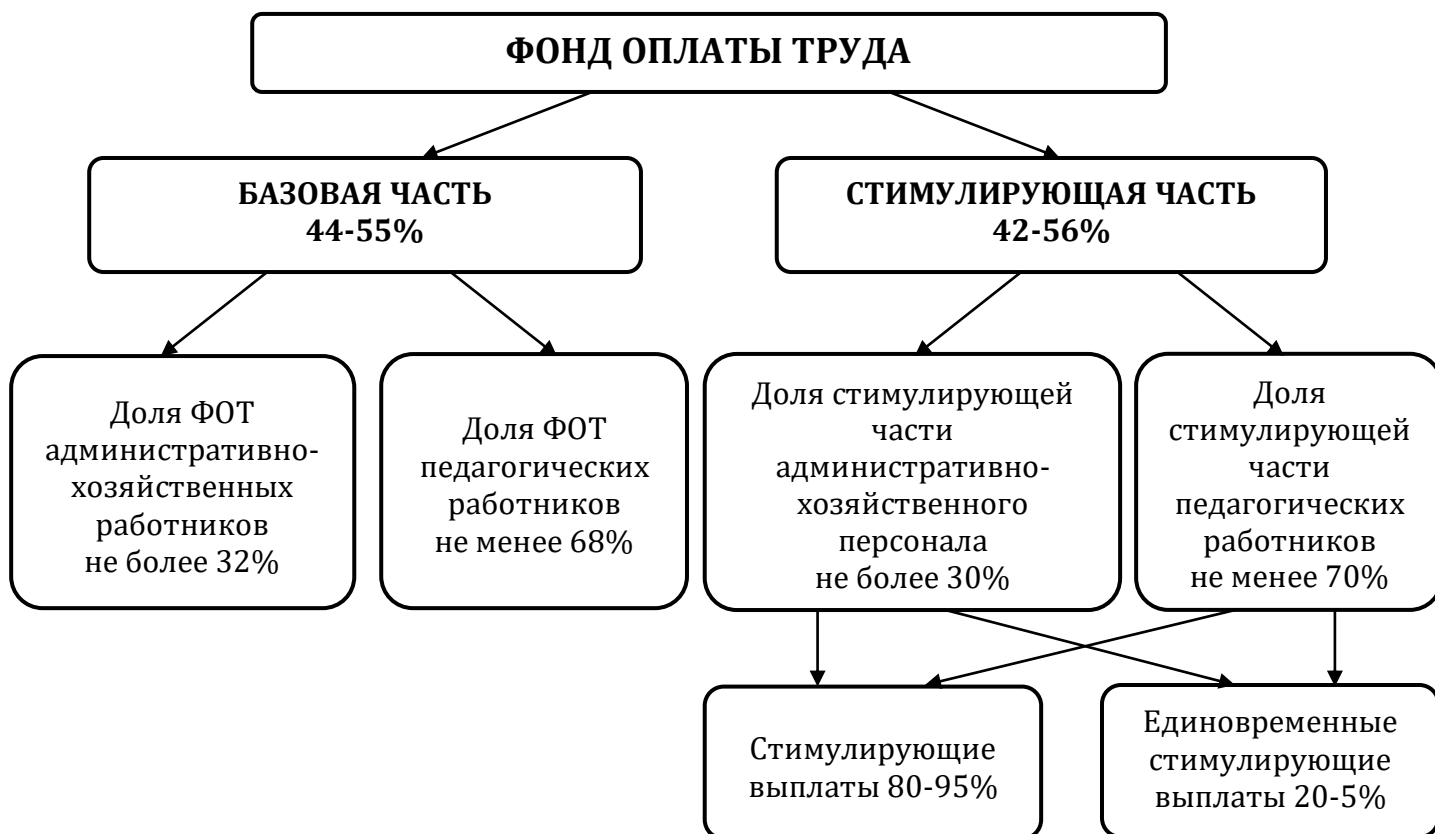 ФОНД ОПЛАТЫ ТРУДА
БАЗОВАЯ ЧАСТЬ
44-55%
СТИМУЛИРУЮЩАЯ ЧАСТЬ
42-56%
Доля ФОТ
административно-
хозяйственных
работников
не более 32%
Доля ФОТ
педагогических
работников
не менее 68%
Доля стимулирующей
части
административно-
хозяйственного
персонала
не более 30%
Доля
стимулирующей
части
педагогических
работников
не менее 70%
Стимулирующие
выплаты 80-95%
Единовременные
стимулирующие
выплаты 20-5%